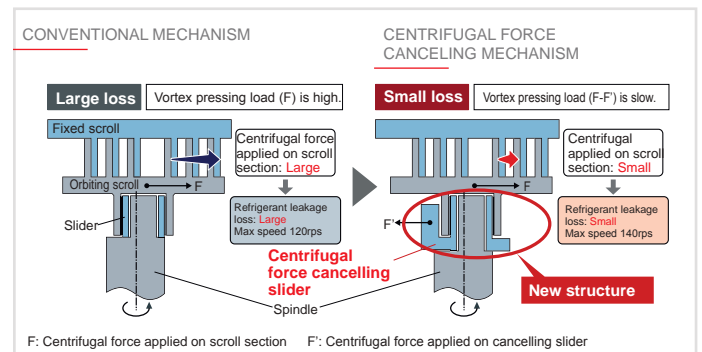 CONVENTIONAL MECHANISM
CENTRIFUGAL FORCE
CANCELING MECHANISM
Large loss
Vortex pressing load (F) is high.
Small loss
Vortex pressing load (F-F') is slow.
Fixed scroll
Centrifugal force
applied on scroll
section: Large
Orbiting scroll
F
Slider
Refrigerant leakage
loss: Large
Max speed 120rps
Centrifugal
applied on scroll
section: Small
F
F'
Refrigerant leakage
loss: Small
Max speed 140rps
Centrifugal
force cancelling
slider
New structure
Spindle
F: Centrifugal force applied on scroll section F': Centrifugal force applied on cancelling slider